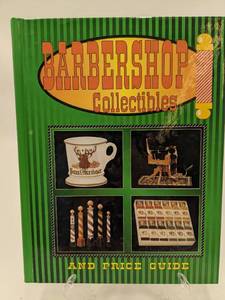 BARBERSHOP
Collectibles
AND PRICE GUIDE